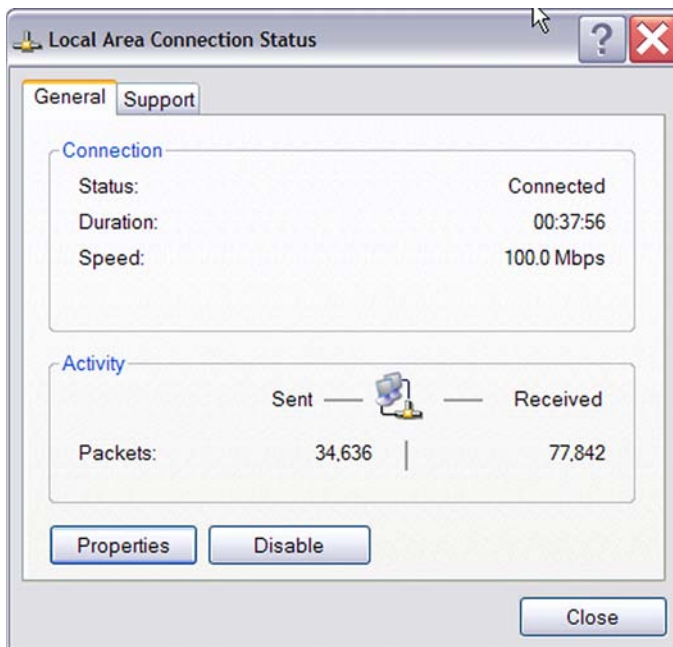 Local Area Connection Status
General Support
Connection
Status: Connected
Duration: 00:37:56
Speed: 100.0 Mbps
Activity
Sent — — Received
Packets: 34,636 | 77,842
Properties Disable
Close